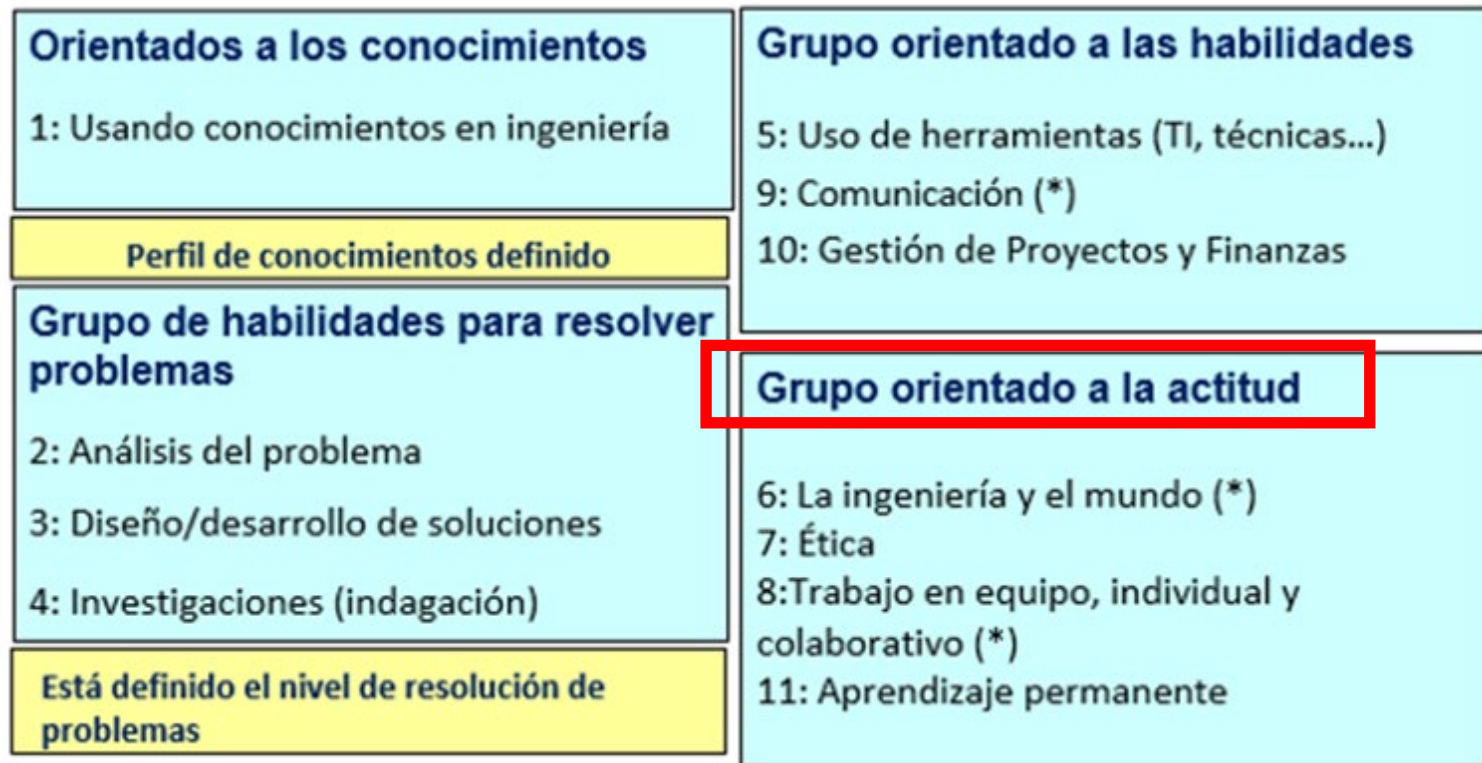 Orientados a los conocimientos
1: Usando conocimientos en ingeniería
Perfil de conocimientos definido
Grupo de habilidades para resolver
problemas
2: Análisis del problema
3: Diseño/desarrollo de soluciones
4: Investigaciones (indagación)
Está definido el nivel de resolución de
problemas
Grupo orientado a las habilidades
5: Uso de herramientas (TI, técnicas...)
9: Comunicación (*)
10: Gestión de Proyectos y Finanzas
Grupo orientado a la actitud
6: La ingeniería y el mundo (*)
7: Ética
8:Trabajo en equipo, individual y
colaborativo (*)
11: Aprendizaje permanente